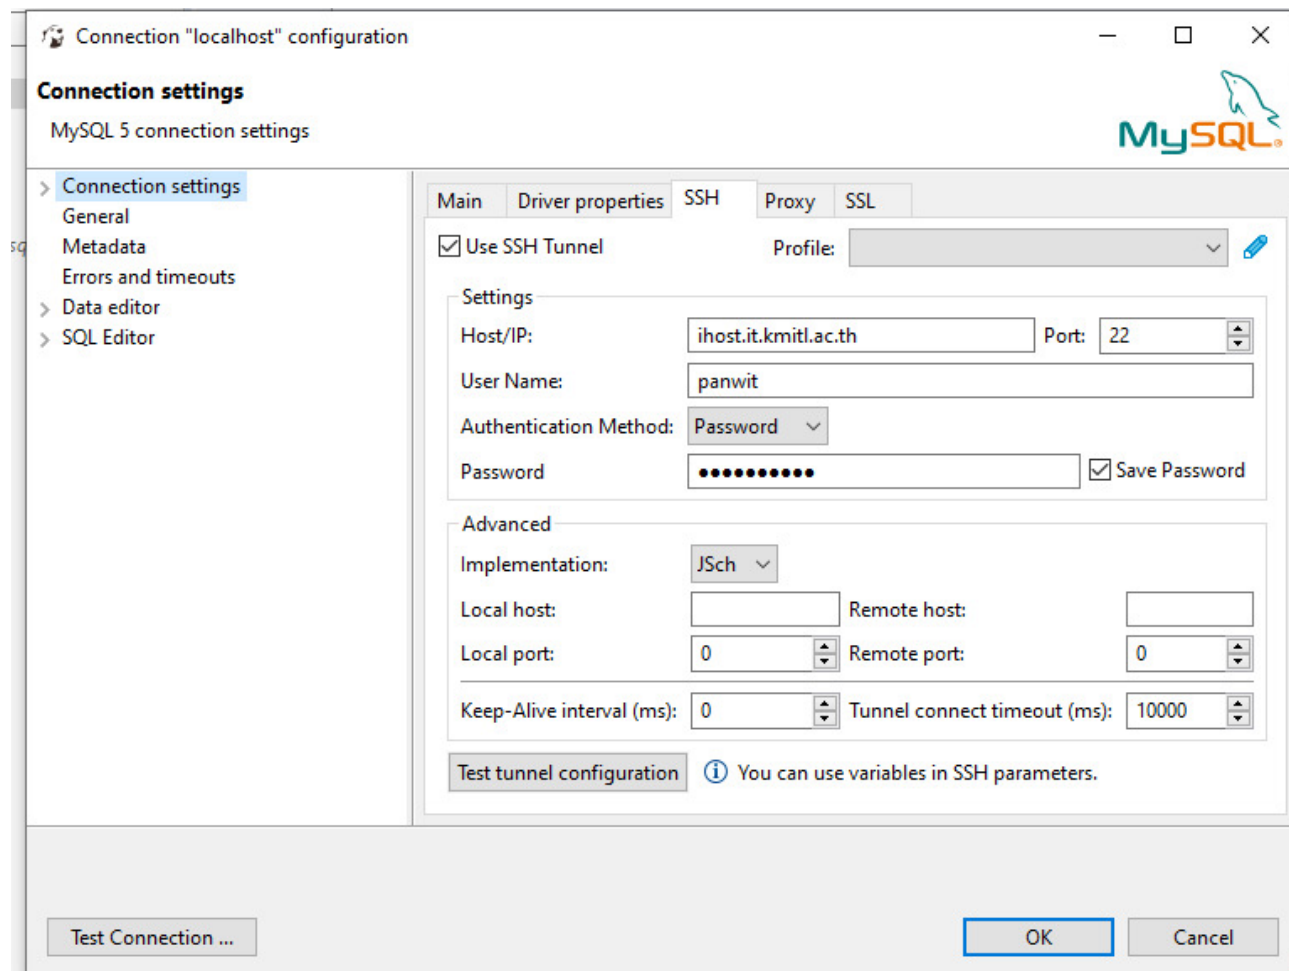 Connection "localhost" configuration
Connection settings
MySQL 5 connection settings
MySQL
Connection settings
General
Metadata
Errors and timeouts
Data editor
SQL Editor
Main Driver properties SSH Proxy SSL
Use SSH Tunnel Profile:
Settings
Host/IP: ihost.it.kmitl.ac.th Port: 22
User Name: panwit
Authentication Method: Password
Password •••••••••• Save Password
Advanced
Implementation: JSch
Local host: Remote host:
Local port: 0 Remote port: 0
Keep-Alive interval (ms): 0 Tunnel connect timeout (ms): 10000
Test tunnel configuration You can use variables in SSH parameters.
Test Connection ... OK Cancel